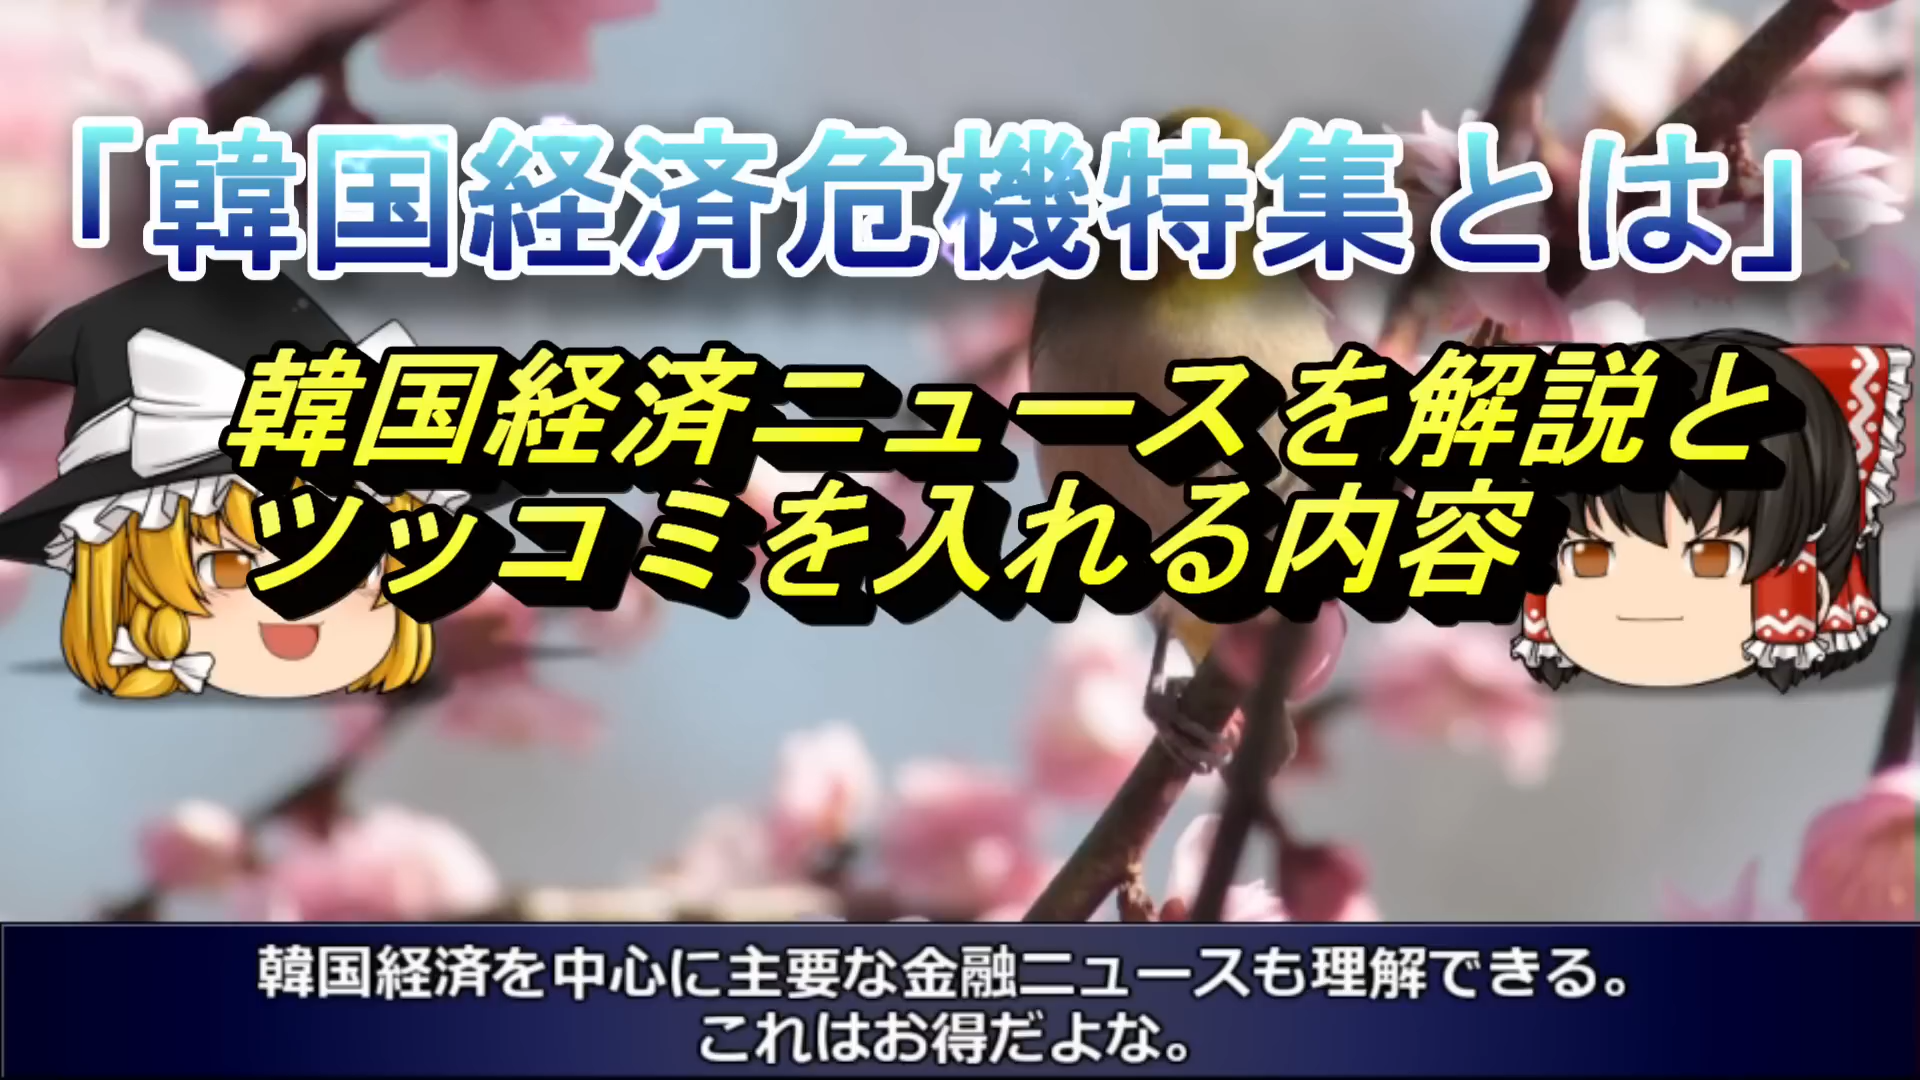 「韓国経済危機特集とは」
韓国経済ニュースを解説と
ツッコミを入れる内容
韓国経済を中心に主要な金融ニュースも理解できる。
これはお得だよな。